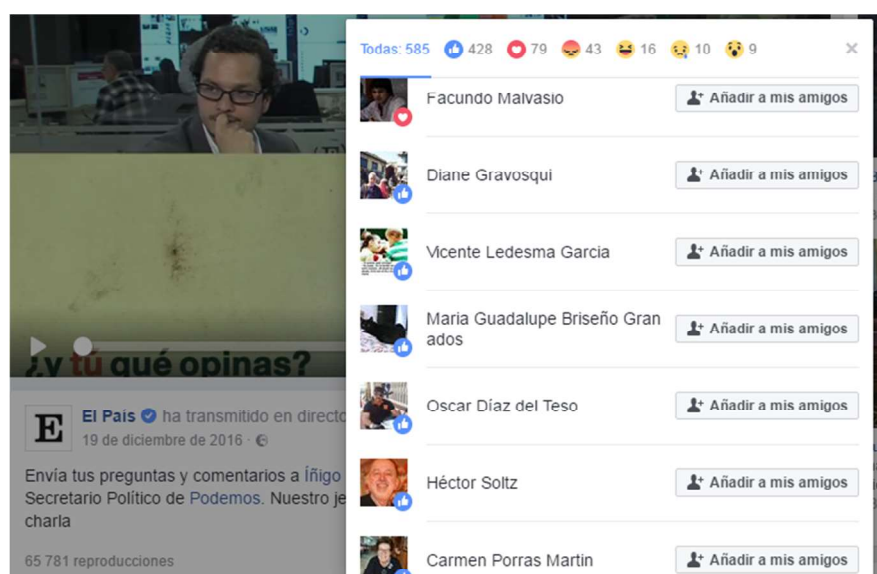 Todas: 585 428 79 43 16 10 9 ×
Facundo Malvasio Añadir a mis amigos
Diane Gravosqui Añadir a mis amigos
Vicente Ledesma Garcia Añadir a mis amigos
Maria Guadalupe Briseño Gran
ados Añadir a mis amigos
Oscar Díaz del Teso Añadir a mis amigos
Héctor Soltz Añadir a mis amigos
Carmen Porras Martin Añadir a mis amigos
¿y tú qué opinas?
E
El País ha transmitido en directo
19 de diciembre de 2016 ·
Envía tus preguntas y comentarios a Íñigo
Secretario Político de Podemos. Nuestro je
charla
65 781 reproducciones